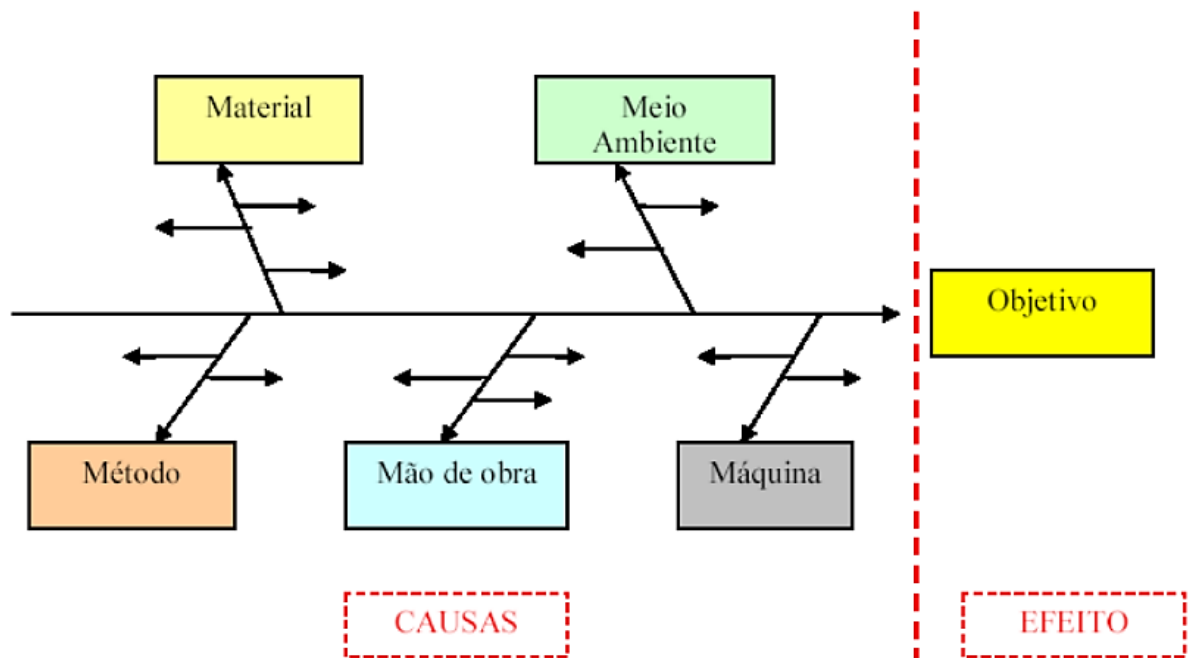 Material
Meio
Ambiente
Objetivo
Método
Mão de obra
Máquina
CAUSAS
EFEITO